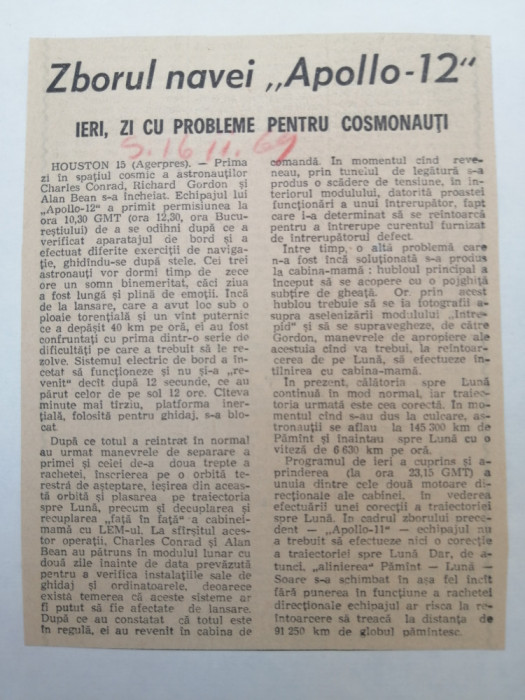 Zborul navei „Apollo-12“
IERI, ZI CU PROBLEME PENTRU COSMONAUȚI
S. 16 11. 69
HOUSTON 15 (Agerpres). — Prima
zi în spațiul cosmic a astronauților
Charles Conrad, Richard Gordon și
Alan Bean s-a încheiat. Echipajul lui
„Apollo-12“ a primit permisiunea la
ora 10,30 GMT (ora 12,30, ora Bucu-
reștiului) de a se odihni după ce a
verificat aparatajul de bord și a
efectuat diferite exerciții de naviga-
ție, ghidîndu-se după stele. Cei trei
astronauți vor dormi timp de zece
ore un somn binemeritat, căci ziua
a fost lungă și plină de emoții. Încă
de la lansare, care a avut loc sub o
ploaie torențială și un vînt puternic
ce a depășit 40 km pe oră, ei au fost
confruntați cu prima dintr-o serie de
dificultăți pe care a trebuit să le re-
zolve. Sistemul electric de bord a în-
cetat să funcționeze și nu și-a „re-
venit“ decît după 12 secunde, ce au
părut celor de pe sol 12 ore. Cîteva
minute mai tîrziu, platforma iner-
țială, folosită pentru ghidaj, s-a blo-
cat.
După ce totul a reintrat în normal
au urmat manevrele de separare a
primei și celei de-a doua trepte a
rachetei, înscrierea pe o orbită te-
restră de așteptare, ieșirea din aceas-
tă orbită și plasarea pe traiectoria
spre Lună, precum și decuplarea și
recuplarea „față în față“ a cabinei-
mamă cu LEM-ul. La sfîrșitul aces-
tor operații, Charles Conrad și Alan
Bean au pătruns în modulul lunar cu
două zile înainte de data prevăzută
pentru a verifica instalațiile sale de
ghidaj și ordinatoarele, deoarece
exista temerea că aceste sisteme ar
fi putut să fie afectate de lansare.
După ce au constatat că totul este
în regulă, ei au revenit în cabina de
comandă. In momentul cînd reve-
neau, prin tunelul de legătură s-a
produs o scădere de tensiune, în in-
teriorul modulului, datorită proastei
funcționări a unui întrerupător, fapt
care i-a determinat să se reîntoarcă
pentru a întrerupe curentul furnizat
de întrerupătorul defect.
Intre timp, o altă problemă care
n-a fost încă soluționată s-a produs
la cabina-mamă : hubloul principal a
început să se acopere cu o pojghiță
subțire de gheață. Or, prin acest
hublou trebuie să se ia fotografii a-
supra aselenizării modulului „Intre-
pid“ și să se supravegheze, de către
Gordon, manevrele de apropiere ale
acestuia cînd va trebui, la reîntoar-
cerea de pe Lună, să efectueze în-
tîlnirea cu cabina-mamă.
În prezent, călătoria spre Lună
continuă în mod normal, iar traiec-
toria urmată este cea corectă. In mo-
mentul cînd s-au dus la culcare, as-
tronauții se aflau la 145 300 km de
Pămînt și înaintau spre Lună cu o
viteză de 6 630 km pe oră.
Programul de ieri a cuprins și a-
prinderea (la ora 23,15 GMT) a
unuia dintre cele două motoare di-
recționale ale cabinei, în vederea
efectuării unei corecții a traiectoriei
spre Lună. În cadrul zborului prece-
dent — „Apollo-11“ — echipajul nu
a trebuit să efectueze nici o corecție
a traiectoriei spre Lună Dar, de a-
tunci, „alinierea“ Pămînt — Lună —
Soare s-a schimbat în așa fel încît
fără punerea în funcțiune a rachetei
direcționale echipajul ar risca la re-
întoarcere să treacă la distanța de
91 250 km de globul pămîntesc.